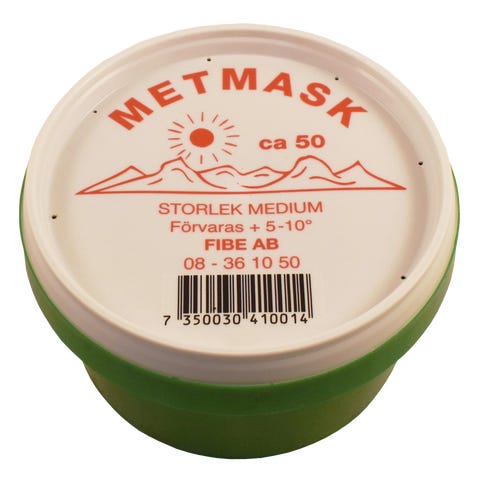 METMASK
ca 50
STORLEK MEDIUM
Förvaras + 5-10°
FIBE AB
08 - 36 10 50
7 350030 410014